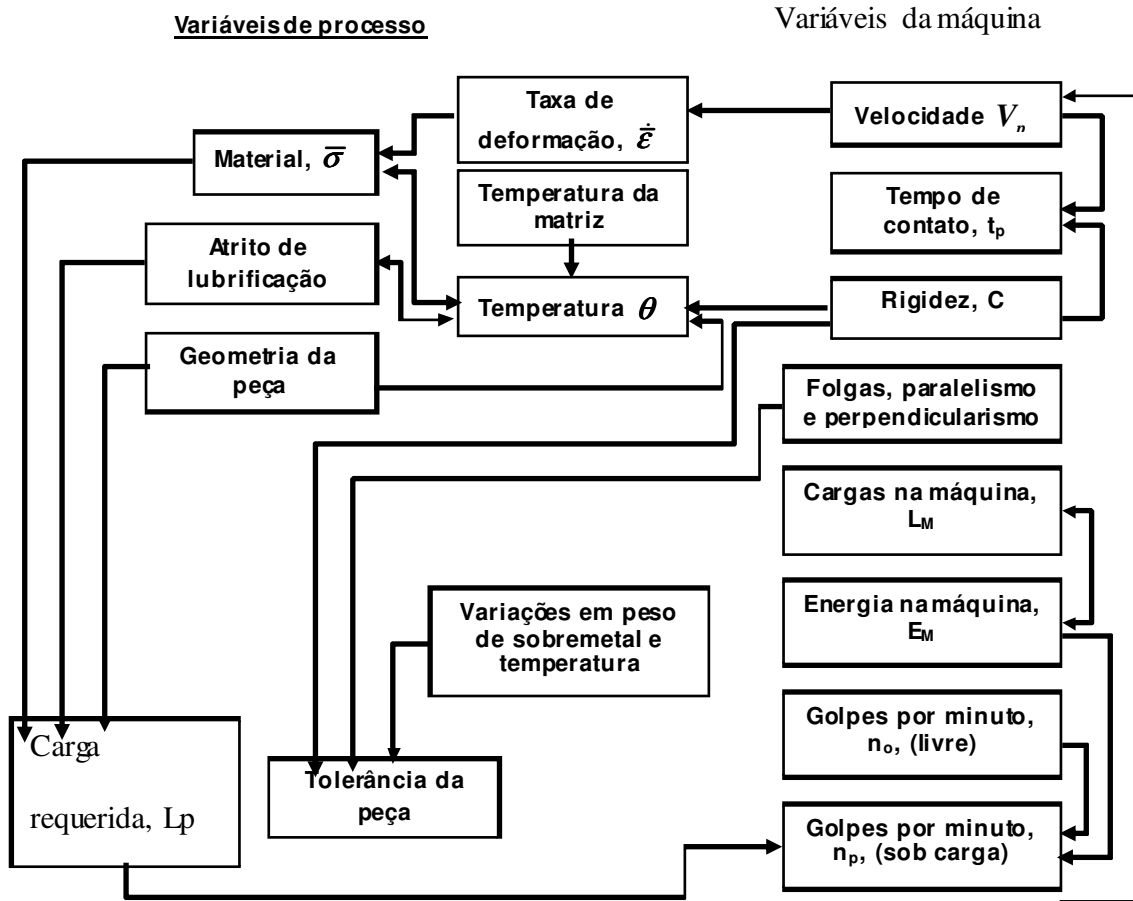 Variáveis de processo
Variáveis da máquina
Taxa de
deformação, ε̄̇
Velocidade Vₙ
Material, σ̄
Temperatura da
matriz
Tempo de
contato, tₚ
Atrito de
lubrificação
Temperatura θ
Rigidez, C
Geometria da
peça
Folgas, paralelismo
e perpendicularismo
Cargas na máquina,
L_M
Variações em peso
de sobremetal e
temperatura
Energia na máquina,
E_M
Golpes por minuto,
nₒ, (livre)
Carga
requerida, Lp
Tolerância da
peça
Golpes por minuto,
nₚ, (sob carga)